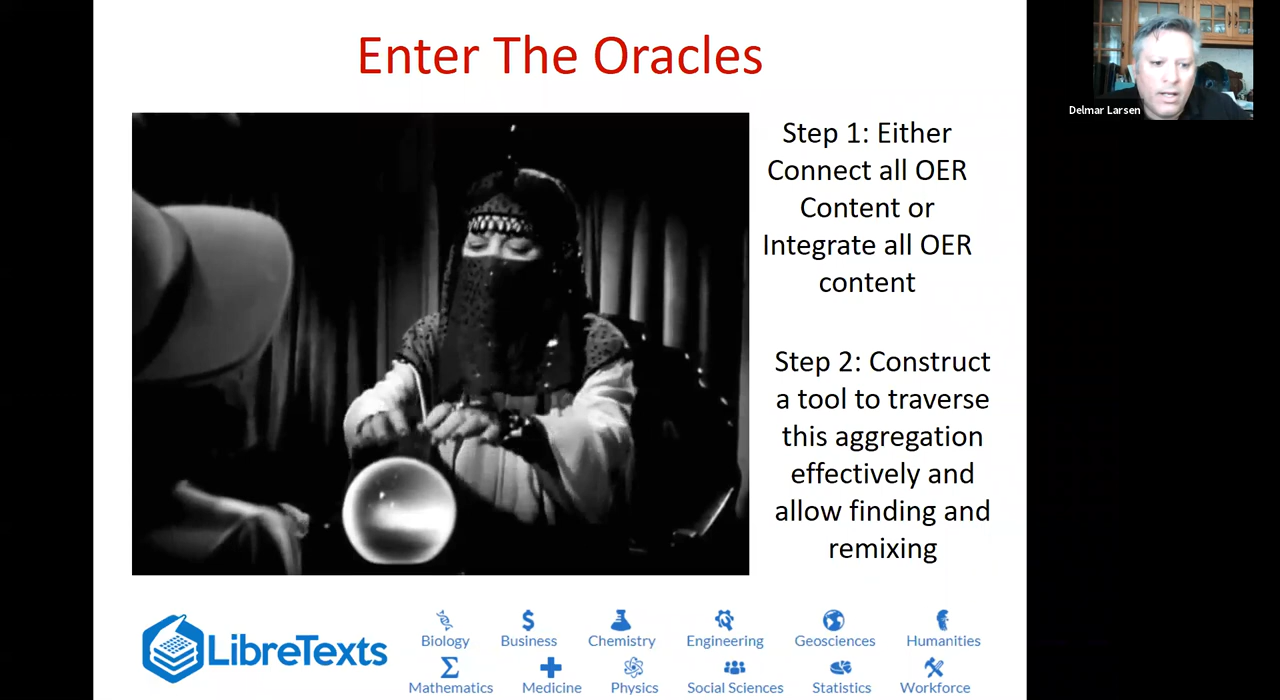 Enter The Oracles
Delmar Larsen
Step 1: Either
Connect all OER
Content or
Integrate all OER
content
Step 2: Construct
a tool to traverse
this aggregation
effectively and
allow finding and
remixing
LibreTexts
Biology Business Chemistry Engineering Geosciences Humanities
Mathematics Medicine Physics Social Sciences Statistics Workforce